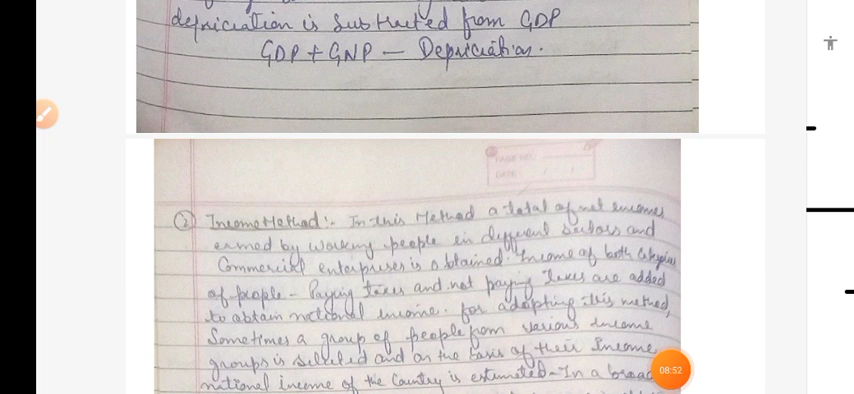 depriciation is Subtracted from GDP
GDP + GNP - Depriciation.
PAGE NO.
DATE
② Income Method :- In this Method a total of net incomes
earned by working people in different sectors and
Commercial enterprises is obtained. Income of both
of people - Paying taxes and not paying taxes are added
to obtain national income. for adopting this method,
Sometimes a group of people from various income
groups is selected and on the basis of their Income
national income of the Country is estimated - In a broad
08:52